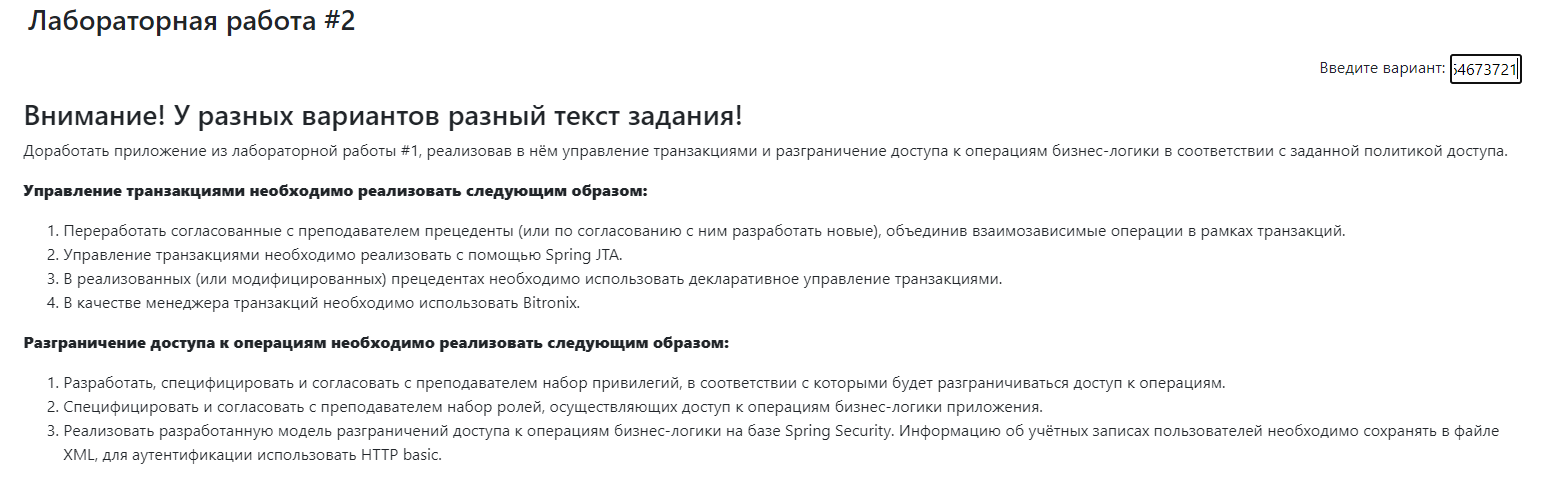 Лабораторная работа #2
Введите вариант: 64673721
Внимание! У разных вариантов разный текст задания!
Доработать приложение из лабораторной работы #1, реализовав в нём управление транзакциями и разграничение доступа к операциям бизнес-логики в соответствии с заданной политикой доступа.
Управление транзакциями необходимо реализовать следующим образом:
1. Переработать согласованные с преподавателем прецеденты (или по согласованию с ним разработать новые), объединив взаимозависимые операции в рамках транзакций.
2. Управление транзакциями необходимо реализовать с помощью Spring JTA.
3. В реализованных (или модифицированных) прецедентах необходимо использовать декларативное управление транзакциями.
4. В качестве менеджера транзакций необходимо использовать Bitronix.
Разграничение доступа к операциям необходимо реализовать следующим образом:
1. Разработать, специфицировать и согласовать с преподавателем набор привилегий, в соответствии с которыми будет разграничиваться доступ к операциям.
2. Специфицировать и согласовать с преподавателем набор ролей, осуществляющих доступ к операциям бизнес-логики приложения.
3. Реализовать разработанную модель разграничений доступа к операциям бизнес-логики на базе Spring Security. Информацию об учётных записах пользователей необходимо сохранять в файле
XML, для аутентификации использовать HTTP basic.